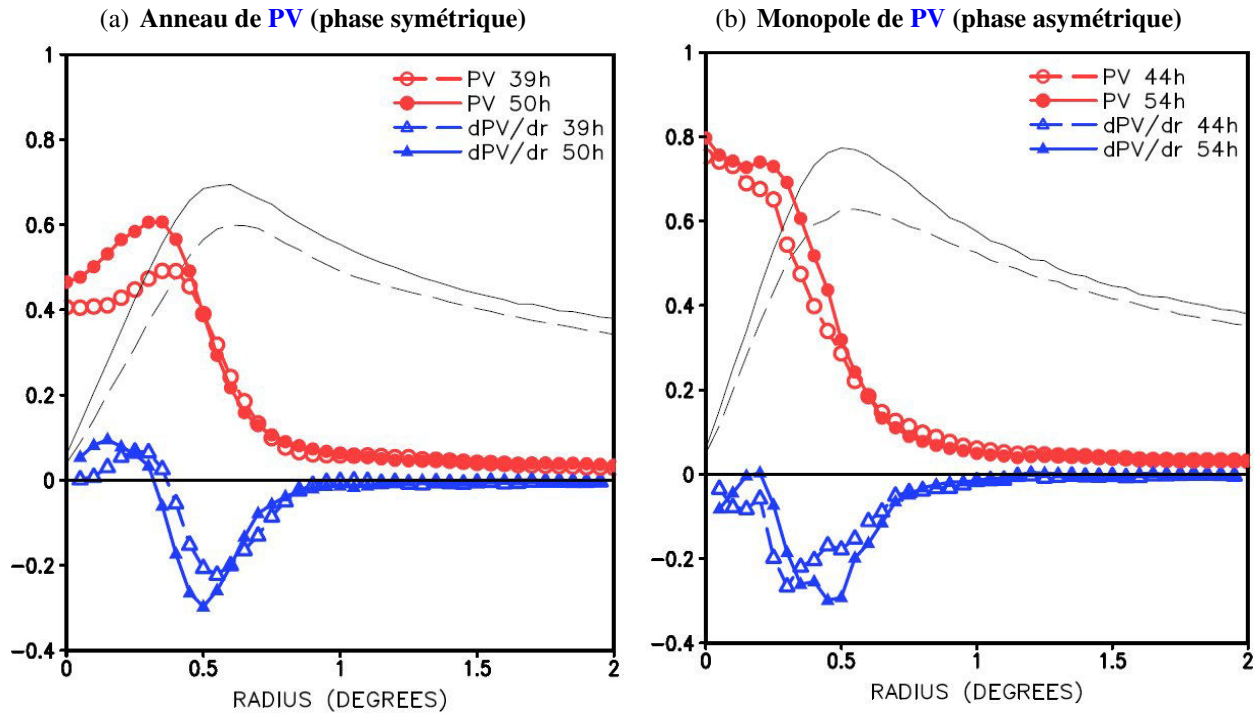 (a) Anneau de PV (phase symétrique)
1
0.8
0.6
0.4
0.2
0
−0.2
−0.4
PV 39h
PV 50h
dPV/dr 39h
dPV/dr 50h
0 0.5 1 1.5 2
RADIUS (DEGREES)
(b) Monopole de PV (phase asymétrique)
1
0.8
0.6
0.4
0.2
0
−0.2
−0.4
PV 44h
PV 54h
dPV/dr 44h
dPV/dr 54h
0 0.5 1 1.5 2
RADIUS (DEGREES)